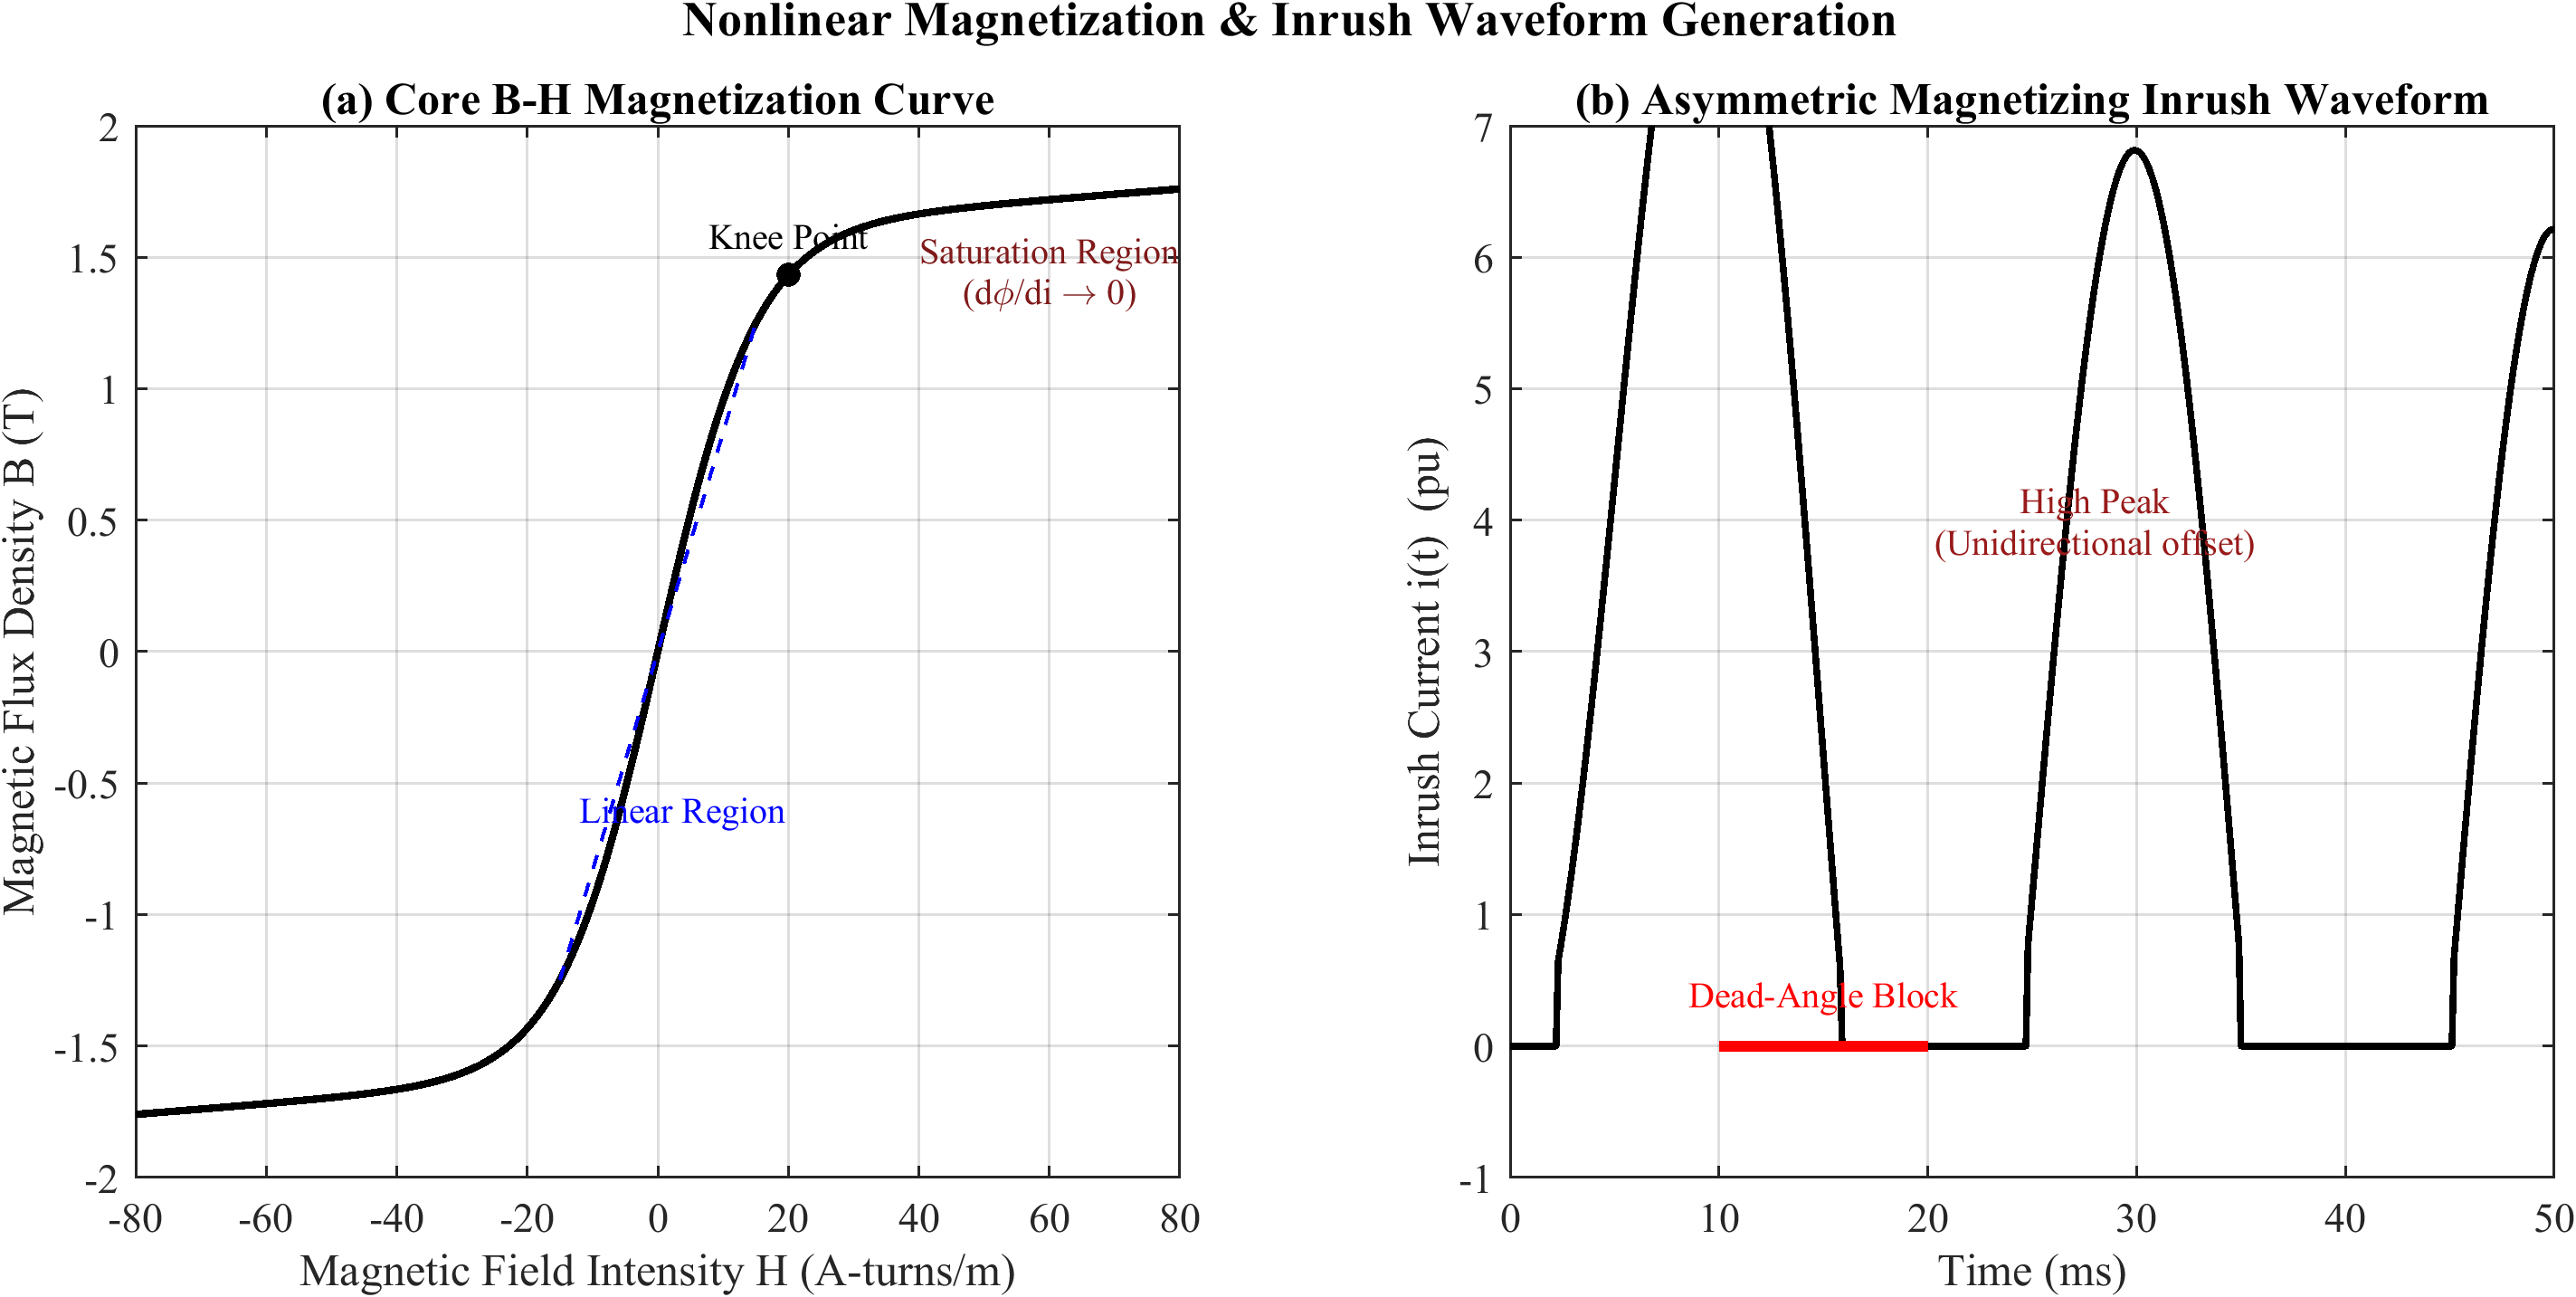 Nonlinear Magnetization & Inrush Waveform Generation
(a) Core B-H Magnetization Curve
2
1.5
1
0.5
0
-0.5
-1
-1.5
-2
-80
-60
-40
-20
0
20
40
60
80
Magnetic Flux Density B (T)
Magnetic Field Intensity H (A-turns/m)
Knee Point
Saturation Region
(dϕ/di → 0)
Linear Region
(b) Asymmetric Magnetizing Inrush Waveform
7
6
5
4
3
2
1
0
-1
0
10
20
30
40
50
Inrush Current i(t) (pu)
Time (ms)
High Peak
(Unidirectional offset)
Dead-Angle Block